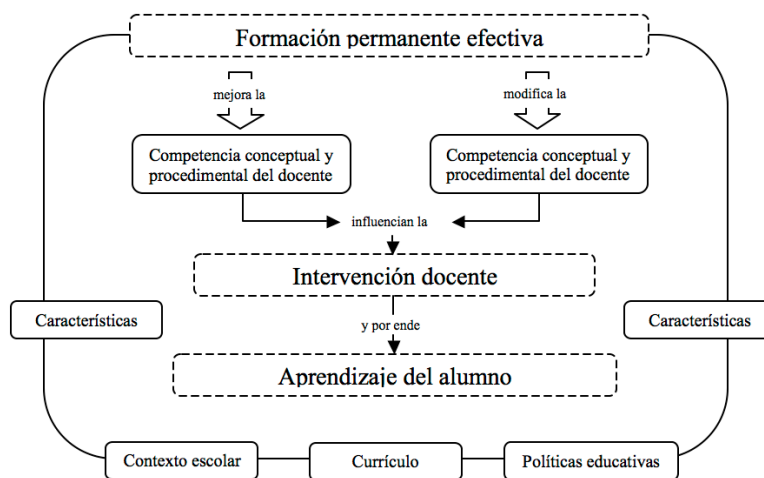 Formación permanente efectiva
mejora la
modifica la
Competencia conceptual y
procedimental del docente
Competencia conceptual y
procedimental del docente
influencian la
Intervención docente
Características
Características
y por ende
Aprendizaje del alumno
Contexto escolar
Currículo
Políticas educativas